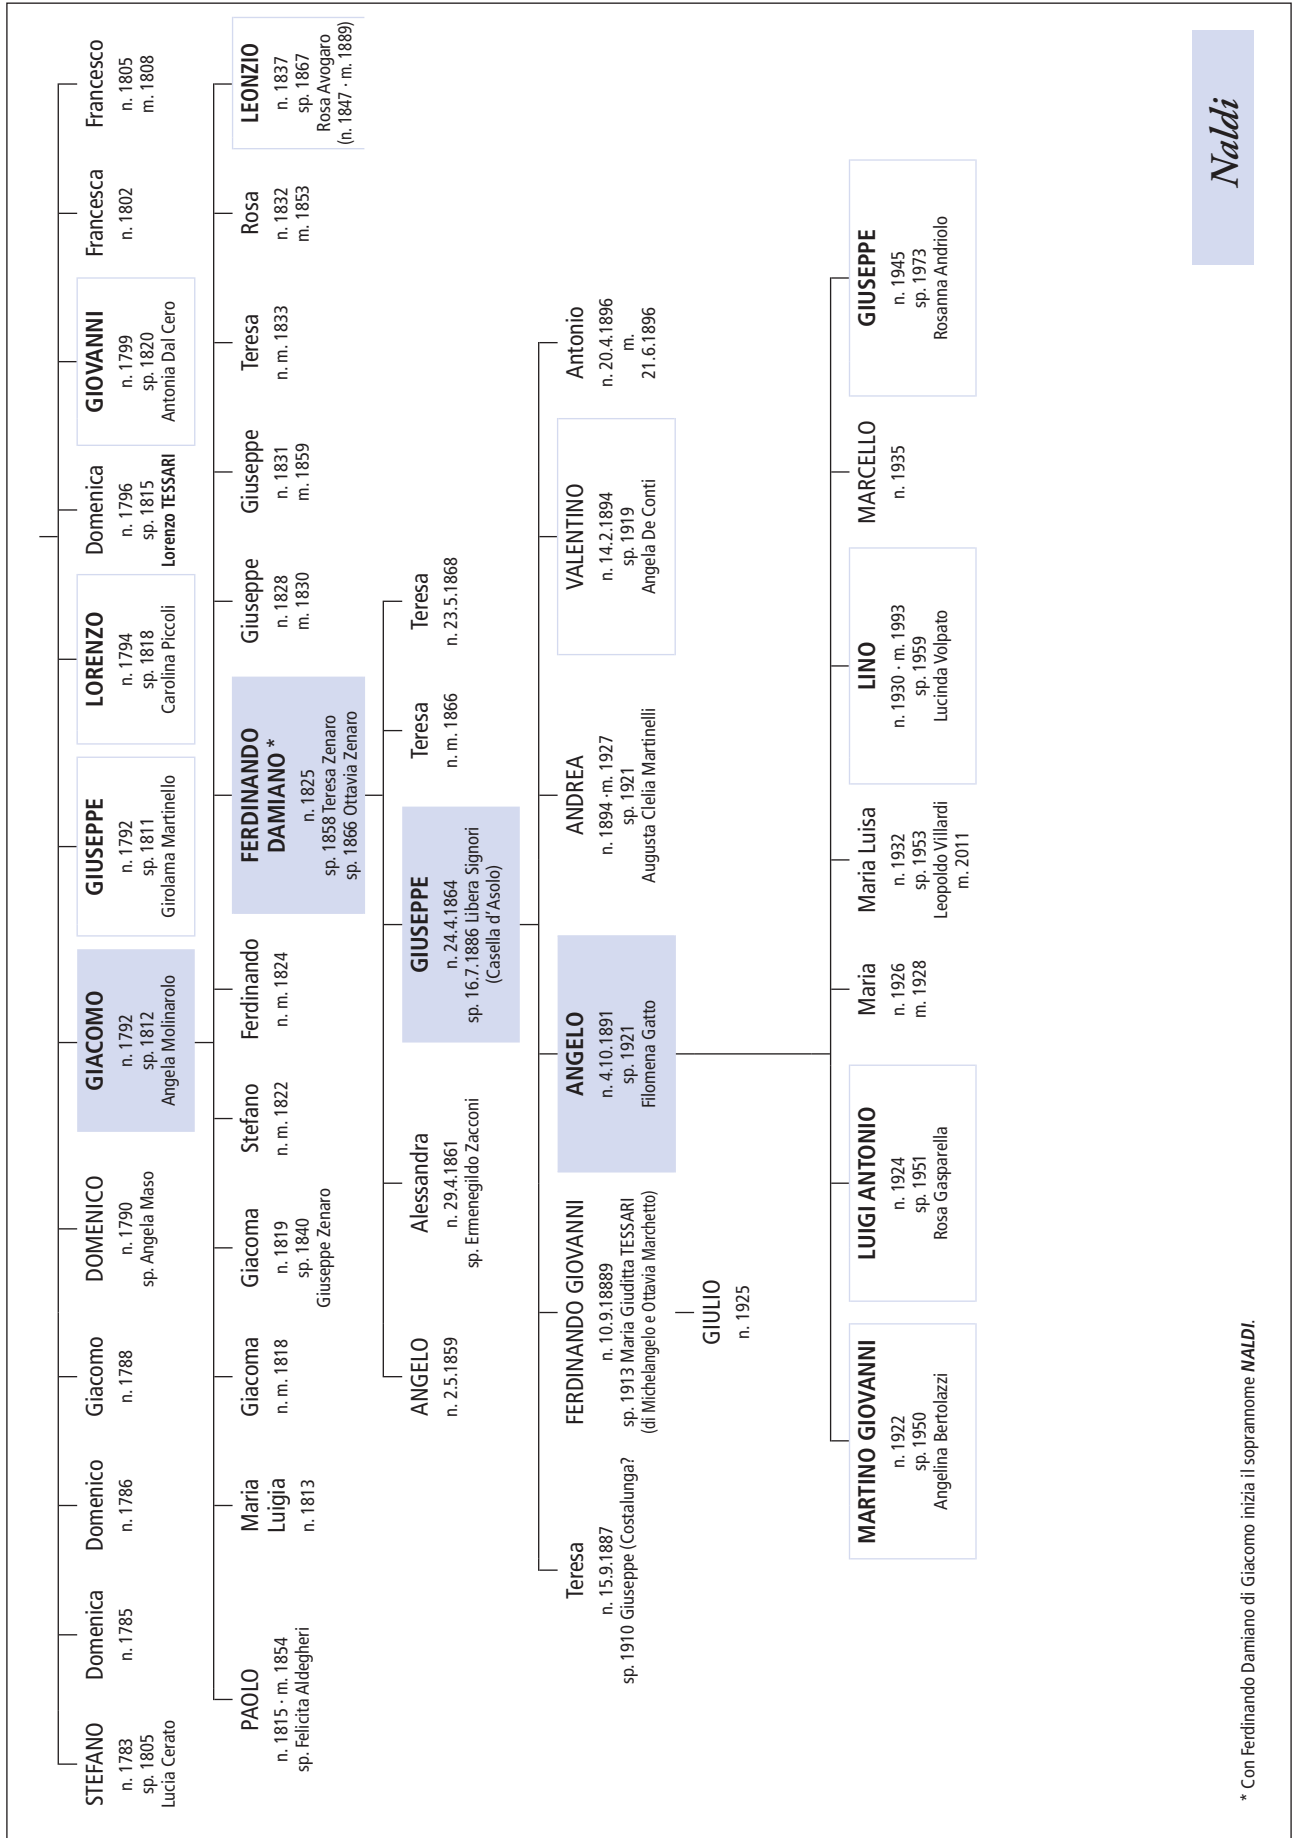 STEFANO
n. 1783
sp. 1805
Lucia Cerato
Domenica
n. 1785
Domenico
n. 1786
Giacomo
n. 1788
DOMENICO
n. 1790
sp. Angela Maso
GIACOMO
n. 1792
sp. 1812
Angela Molinarolo
GIUSEPPE
n. 1792
sp. 1811
Girolama Martinello
LORENZO
n. 1794
sp. 1818
Carolina Piccoli
Domenica
n. 1796
sp. 1815
Lorenzo TESSARI
GIOVANNI
n. 1799
sp. 1820
Antonia Dal Cero
Francesca
n. 1802
Francesco
n. 1805
m. 1808
PAOLO
n. 1815 · m. 1854
sp. Felicita Aldegheri
Maria
Luigia
n. 1813
Giacoma
n. m. 1818
Giacoma
n. 1819
sp. 1840
Giuseppe Zenaro
Stefano
n. m. 1822
Ferdinando
n. m. 1824
FERDINANDO
DAMIANO *
n. 1825
sp. 1858 Teresa Zenaro
sp. 1866 Ottavia Zenaro
Giuseppe
n. 1828
m. 1830
Giuseppe
n. 1831
m. 1859
Teresa
n. m. 1833
Rosa
n. 1832
m. 1853
LEONZIO
n. 1837
sp. 1867
Rosa Avogaro
(n. 1847 · m. 1889)
ANGELO
n. 2.5.1859
Alessandra
n. 29.4.1861
sp. Ermenegildo Zacconi
GIUSEPPE
n. 24.4.1864
sp. 16.7.1886 Libera Signori
(Casella d'Asolo)
Teresa
n. m. 1866
Teresa
n. 23.5.1868
Teresa
n. 15.9.1887
sp. 1910 Giuseppe (Costalunga?
FERDINANDO GIOVANNI
n. 10.9.18889
sp. 1913 Maria Giuditta TESSARI
(di Michelangelo e Ottavia Marchetto)
ANGELO
n. 4.10.1891
sp. 1921
Filomena Gatto
ANDREA
n. 1894 ·m. 1927
sp. 1921
Augusta Clelia Martinelli
VALENTINO
n. 14.2.1894
sp. 1919
Angela De Conti
Antonio
n. 20.4.1896
m.
21.6.1896
GIULIO
n. 1925
MARTINO GIOVANNI
n. 1922
sp. 1950
Angelina Bertolazzi
LUIGI ANTONIO
n. 1924
sp. 1951
Rosa Gasparella
Maria
n. 1926
m. 1928
Maria Luisa
n. 1932
sp. 1953
Leopoldo Villardi
m. 2011
LINO
n. 1930 · m. 1993
sp. 1959
Lucinda Volpato
MARCELLO
n. 1935
GIUSEPPE
n. 1945
sp. 1973
Rosanna Andriolo
* Con Ferdinando Damiano di Giacomo inizia il soprannome NALDI.
Naldi